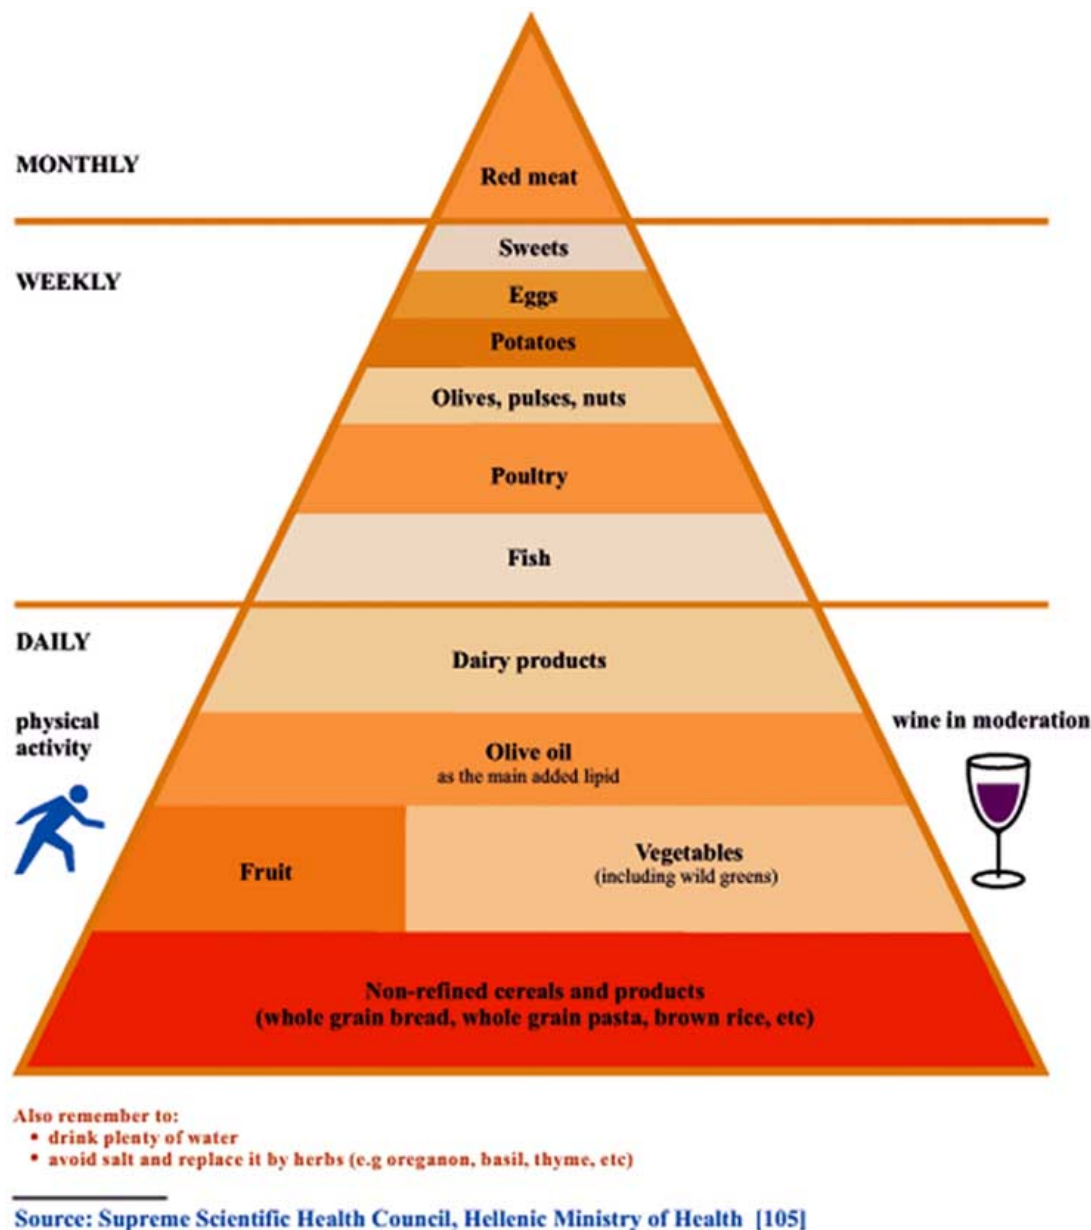 MONTHLY
Red meat
Sweets
WEEKLY
Eggs
Potatoes
Olives, pulses, nuts
Poultry
Fish
DAILY
Dairy products
physical
activity
wine in moderation
Olive oil
as the main added lipid
Fruit
Vegetables
(including wild greens)
Non-refined cereals and products
(whole grain bread, whole grain pasta, brown rice, etc)
Also remember to:
• drink plenty of water
• avoid salt and replace it by herbs (e.g oreganon, basil, thyme, etc)
Source: Supreme Scientific Health Council, Hellenic Ministry of Health [105]